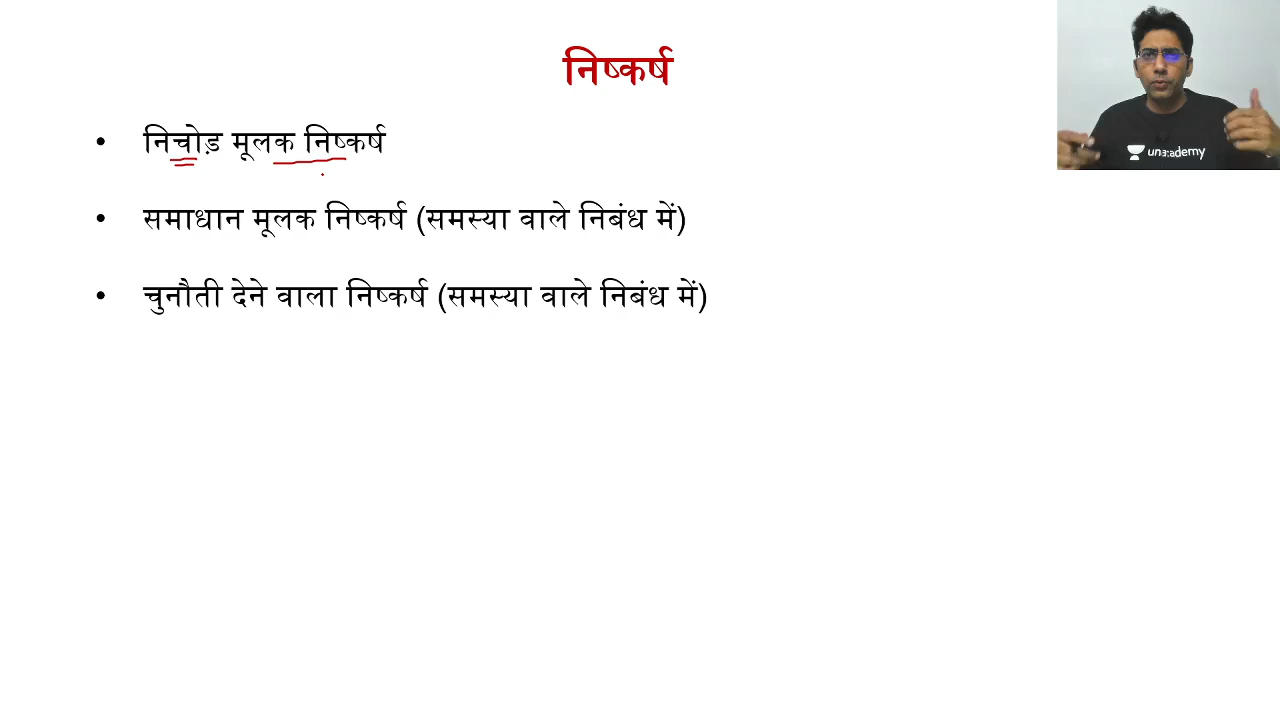 निष्कर्ष
• निचोड़ मूलक निष्कर्ष
• समाधान मूलक निष्कर्ष (समस्या वाले निबंध में)
• चुनौती देने वाला निष्कर्ष (समस्या वाले निबंध में)
unacademy